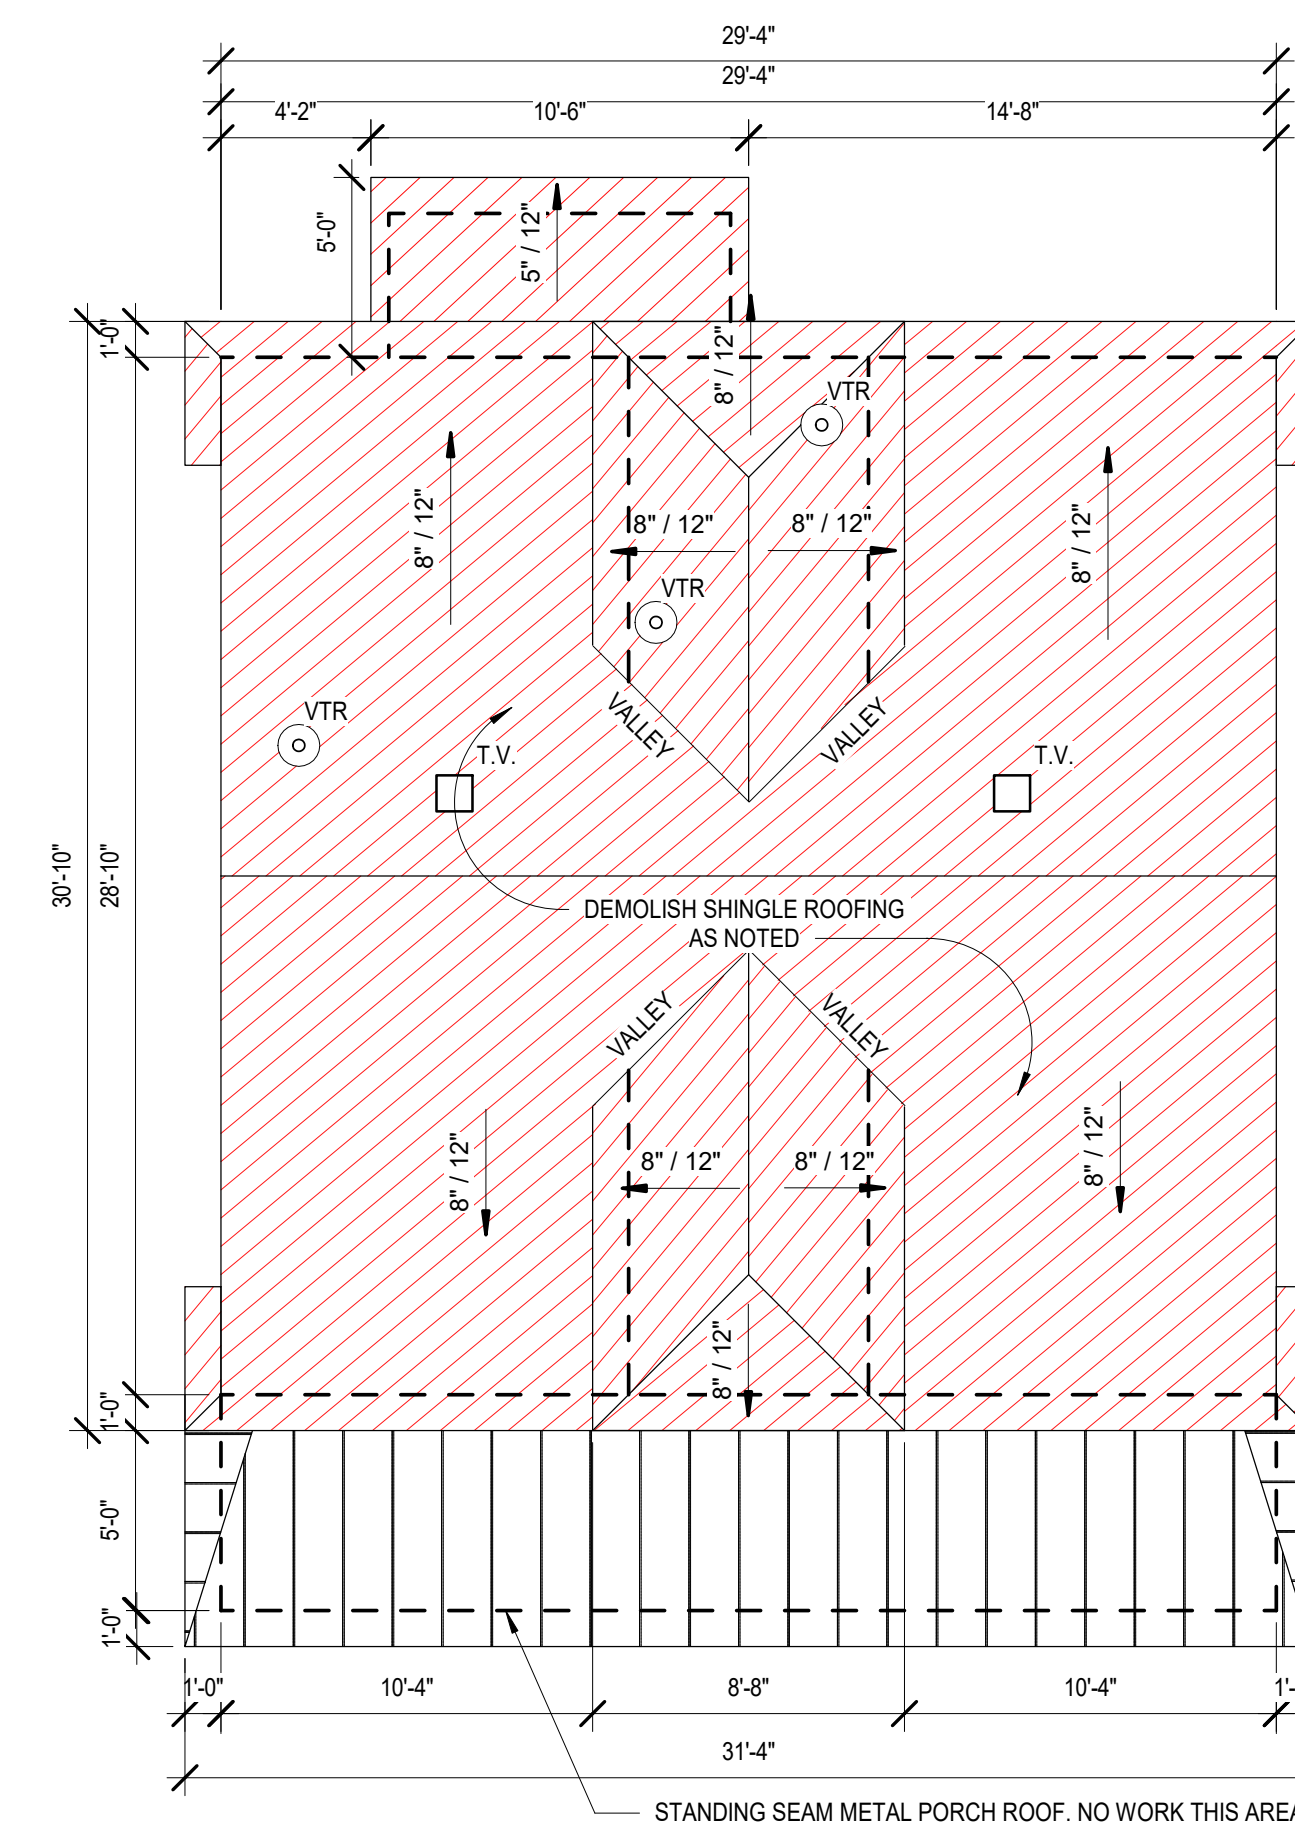 29'-4"
29'-4"
4'-2"
10'-6"
14'-8"
5'-0"
5" / 12"
1'-0"
8" / 12"
VTR
8" / 12"
8" / 12"
8" / 12"
8" / 12"
VTR
VALLEY
VALLEY
VTR
T.V.
T.V.
30'-10"
28'-10"
DEMOLISH SHINGLE ROOFING
AS NOTED
VALLEY
VALLEY
8" / 12"
8" / 12"
8" / 12"
8" / 12"
8" / 12"
1'-0"
5'-0"
1'-0"
1'-0"
10'-4"
8'-8"
10'-4"
1'-
31'-4"
STANDING SEAM METAL PORCH ROOF. NO WORK THIS AREA